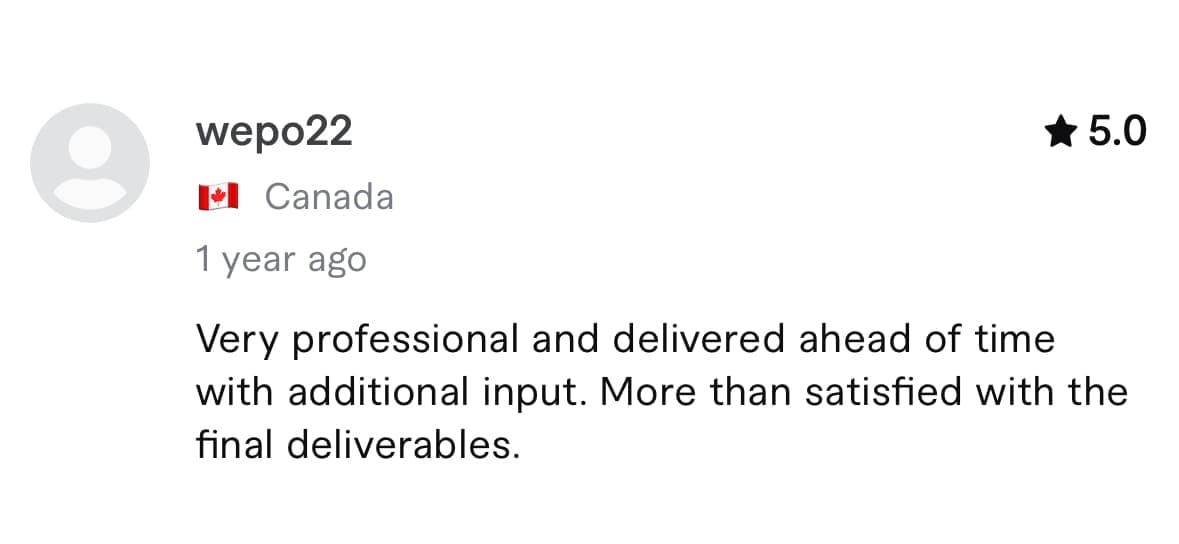 wepo22
★ 5.0
🇨🇦 Canada
1 year ago
Very professional and delivered ahead of time
with additional input. More than satisfied with the
final deliverables.